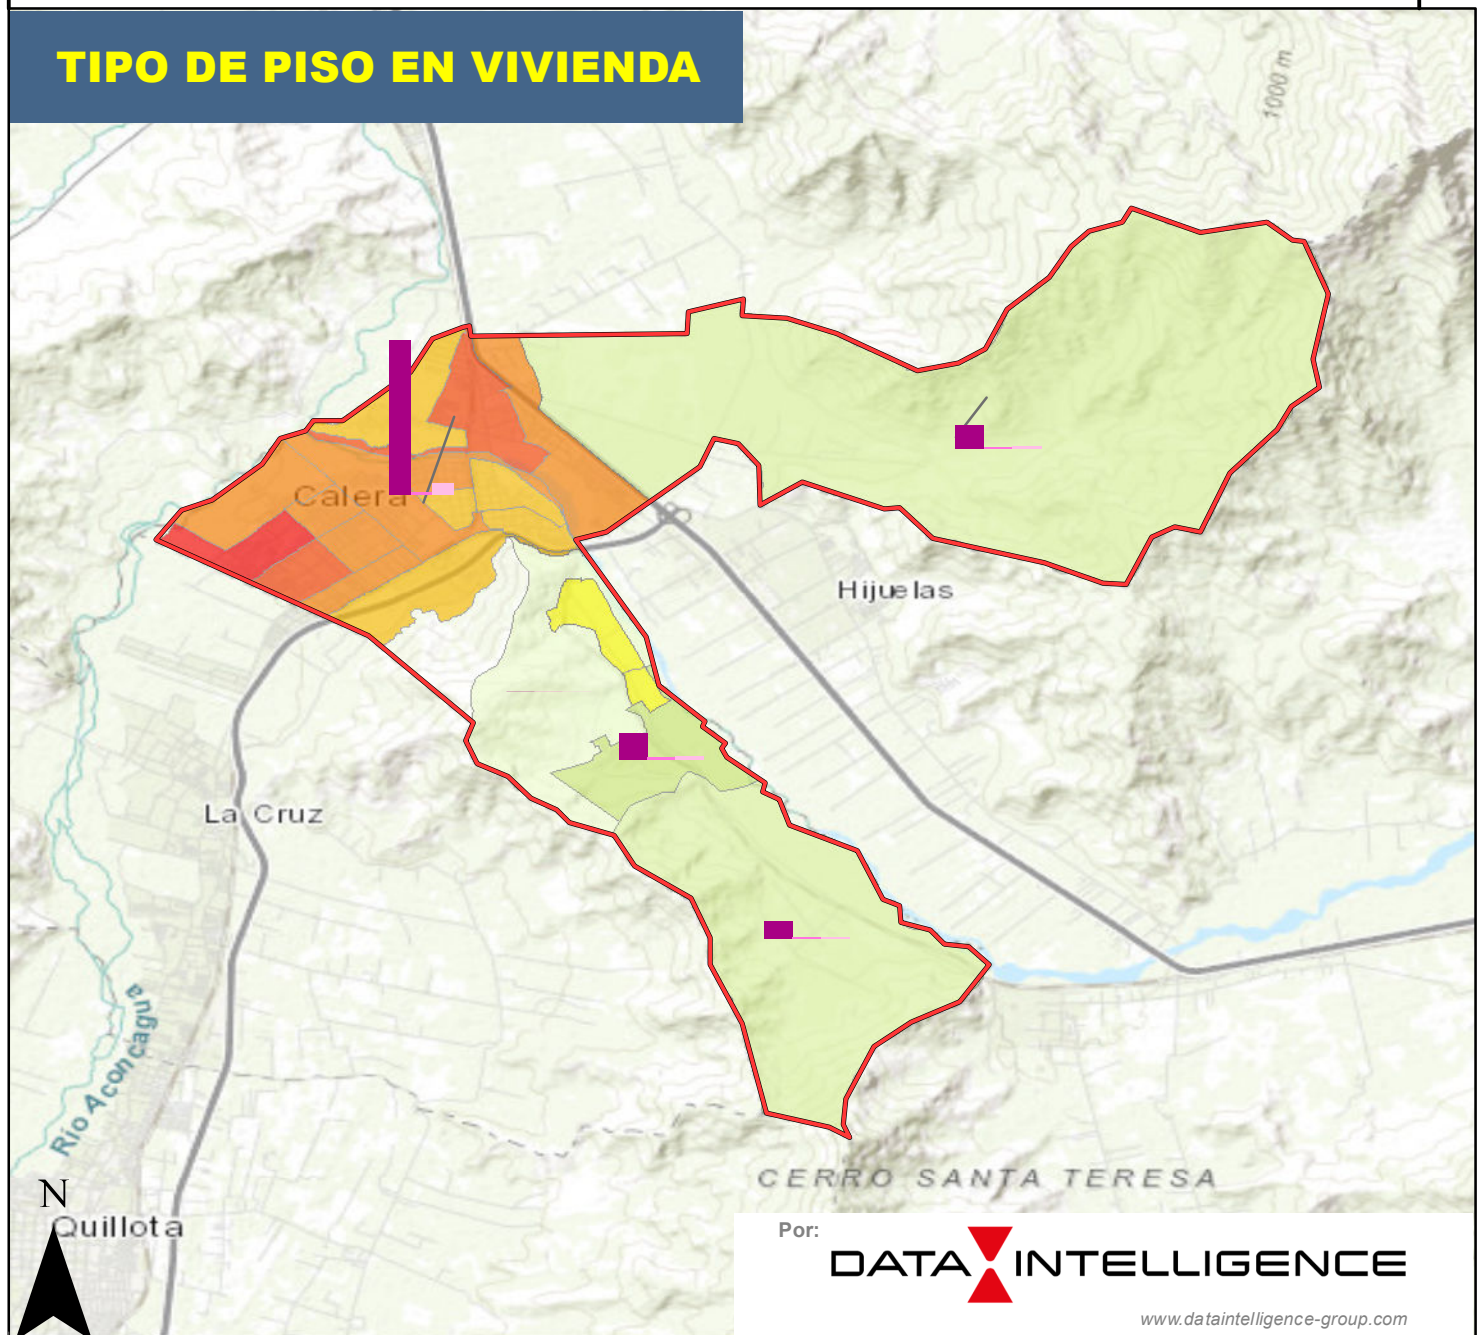 TIPO DE PISO EN VIVIENDA
1000 m
Calera
Hijuelas
La Cruz
Río Aconcagua
CERRO SANTA TERESA
N
Quillota
Por:
DATA INTELLIGENCE
www.dataintelligence-group.com